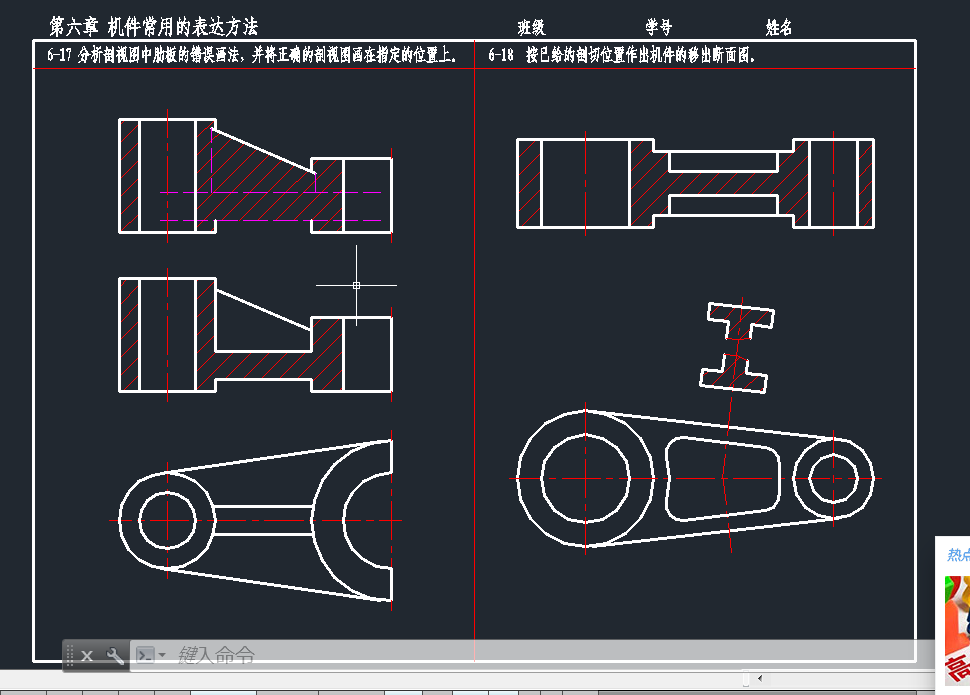 第六章 机件常用的表达方法 班级 学号 姓名
6-17 分析剖视图中肋板的错误画法，并将正确的剖视图画在指定的位置上。
6-18 按已给的剖切位置作出机件的移出断面图。
键入命令
热点
高